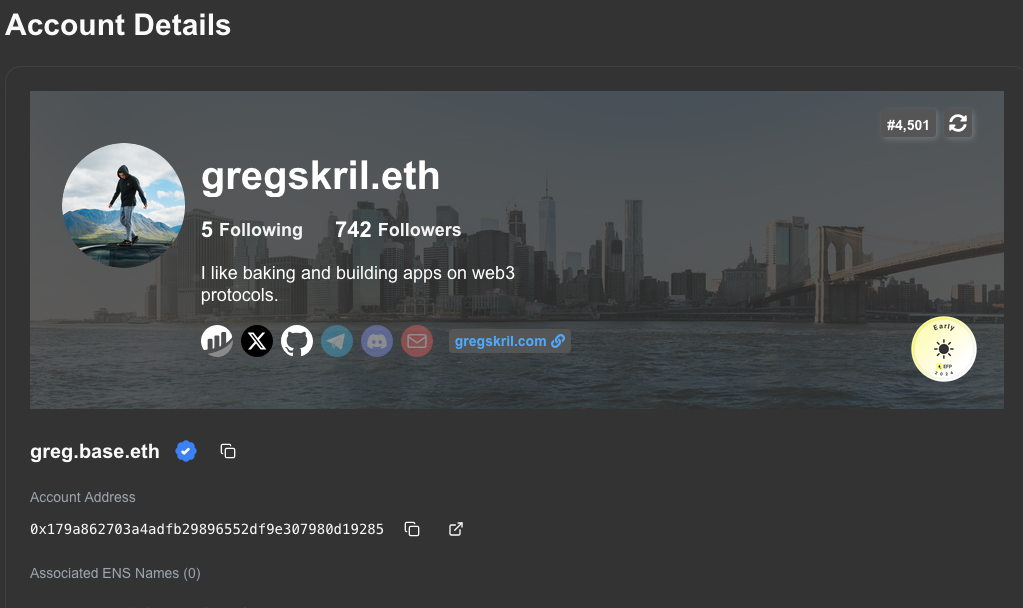 Account Details
#4,501
gregskril.eth
5 Following 742 Followers
I like baking and building apps on web3
protocols.
gregskril.com
Early
EFP
2024
greg.base.eth
Account Address
0x179a862703a4adfb29896552df9e307980d19285
Associated ENS Names (0)